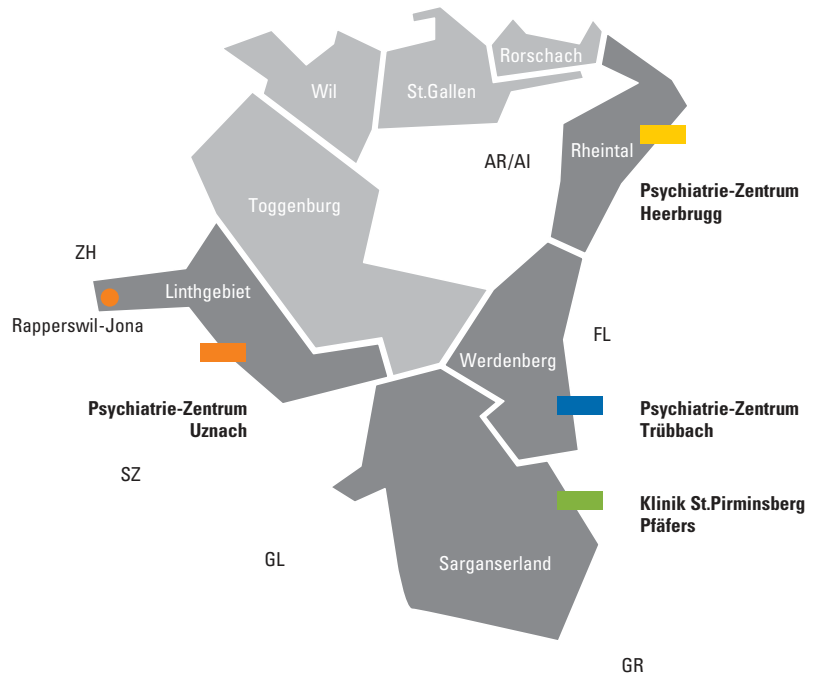 Rorschach
Wil
St.Gallen
Rheintal
AR/AI
Psychiatrie-Zentrum
Heerbrugg
Toggenburg
ZH
Linthgebiet
Rapperswil-Jona
FL
Werdenberg
Psychiatrie-Zentrum
Uznach
Psychiatrie-Zentrum
Trübbach
SZ
Klinik St.Pirminsberg
Pfäfers
GL
Sarganserland
GR